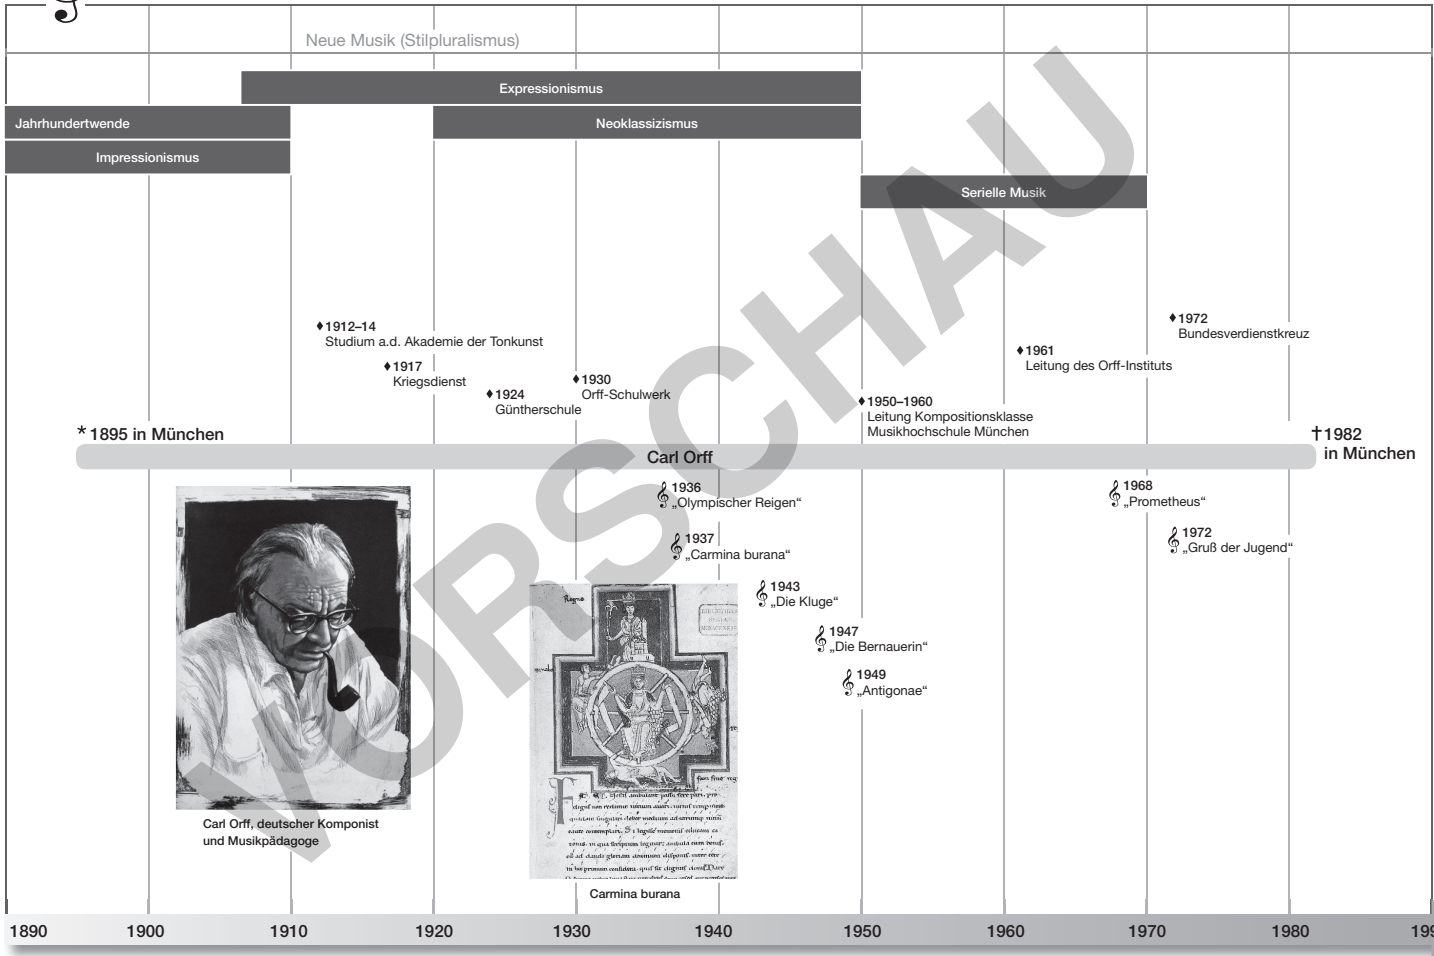 Neue Musik (Stilpluralismus)
Expressionismus
Jahrhundertwende
Neoklassizismus
Impressionismus
Serielle Musik
♦ 1912–14
Studium a.d. Akademie der Tonkunst
♦ 1917
Kriegsdienst
♦ 1924
Güntherschule
♦ 1930
Orff-Schulwerk
♦ 1950–1960
Leitung Kompositionsklasse
Musikhochschule München
♦ 1961
Leitung des Orff-Instituts
♦ 1972
Bundesverdienstkreuz
* 1895 in München
Carl Orff
†1982
in München
1936
„Olympischer Reigen“
1937
„Carmina burana“
1943
„Die Kluge“
1947
„Die Bernauerin“
1949
„Antigonae“
1968
„Prometheus“
1972
„Gruß der Jugend“
Carl Orff, deutscher Komponist
und Musikpädagoge
Carmina burana
1890 1900 1910 1920 1930 1940 1950 1960 1970 1980
VORSCHAU